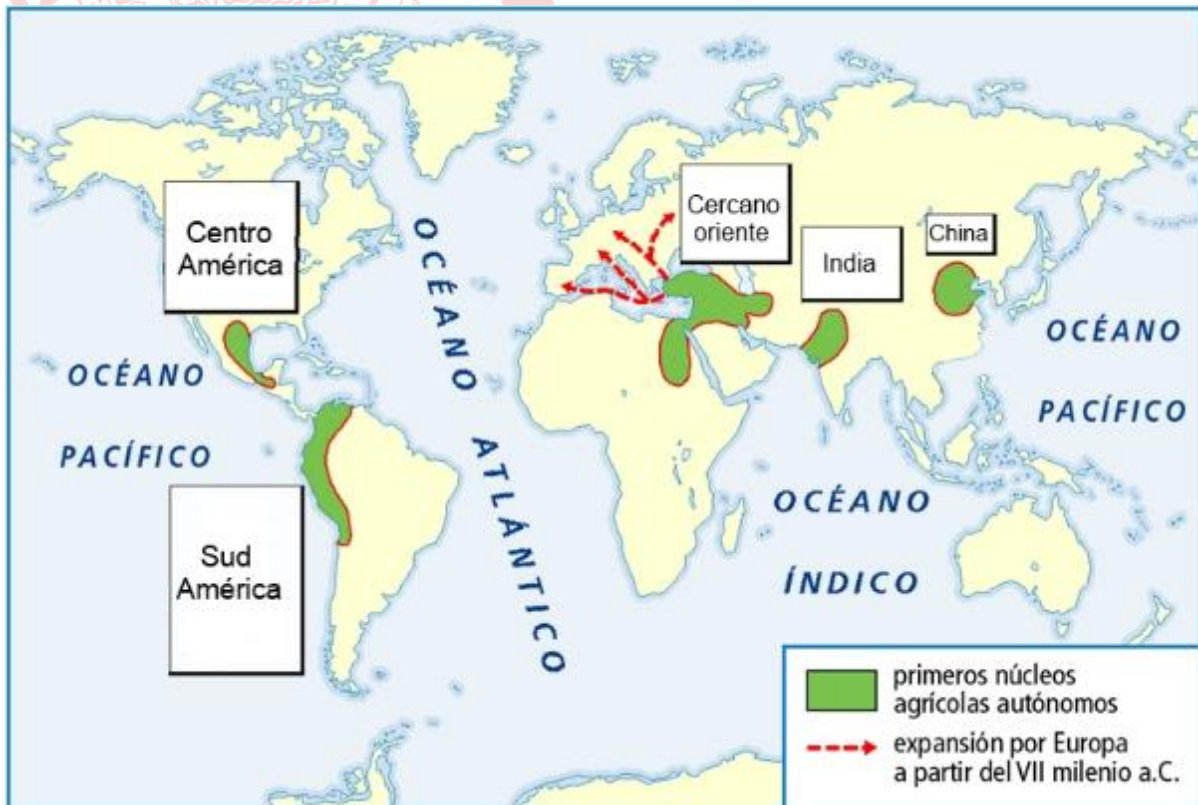 Centro
América
Cercano
oriente
China
India
OCÉANO
ATLÁNTICO
OCÉANO
PACÍFICO
OCÉANO
PACÍFICO
Sud
América
OCÉANO
ÍNDICO
primeros núcleos
agrícolas autónomos
expansión por Europa
a partir del VII milenio a.C.